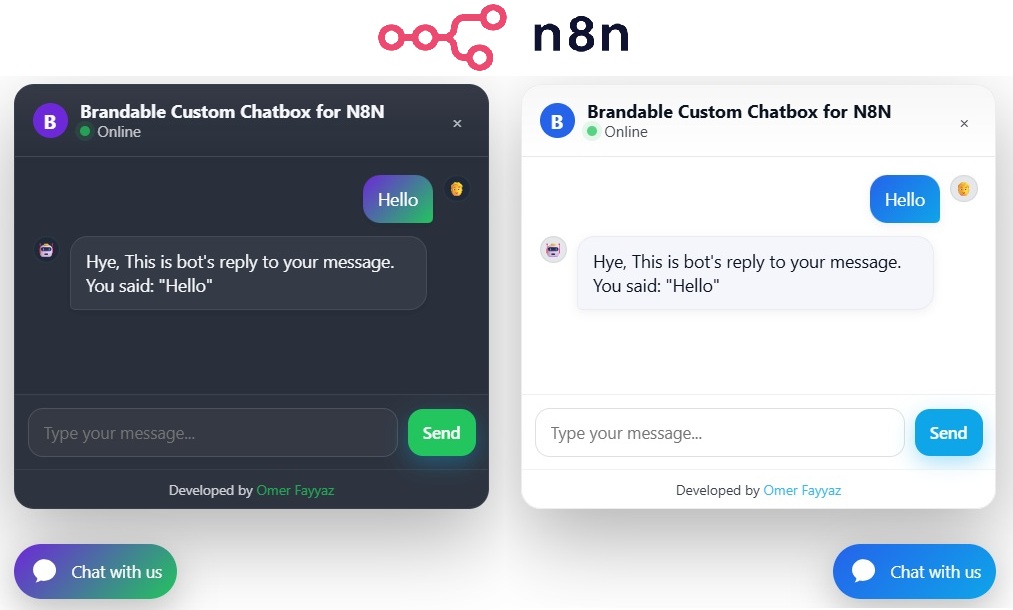 n8n
B
Brandable Custom Chatbox for N8N
Online
×
Hello
Hye, This is bot's reply to your message.
You said: "Hello"
Type your message...
Send
Developed by Omer Fayyaz
Chat with us
B
Brandable Custom Chatbox for N8N
Online
×
Hello
Hye, This is bot's reply to your message.
You said: "Hello"
Type your message...
Send
Developed by Omer Fayyaz
Chat with us